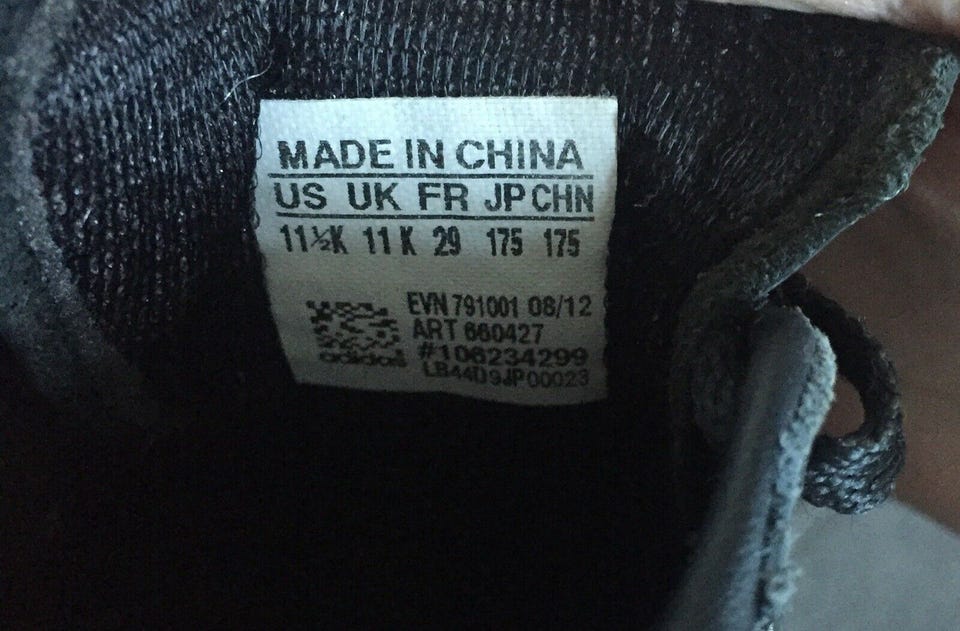 MADE IN CHINA
US UK FR JP CHN
11½K 11 K 29 175 175
EVN 791001 08/12
ART 660427
adidas #106234299
LB44D9JP00023